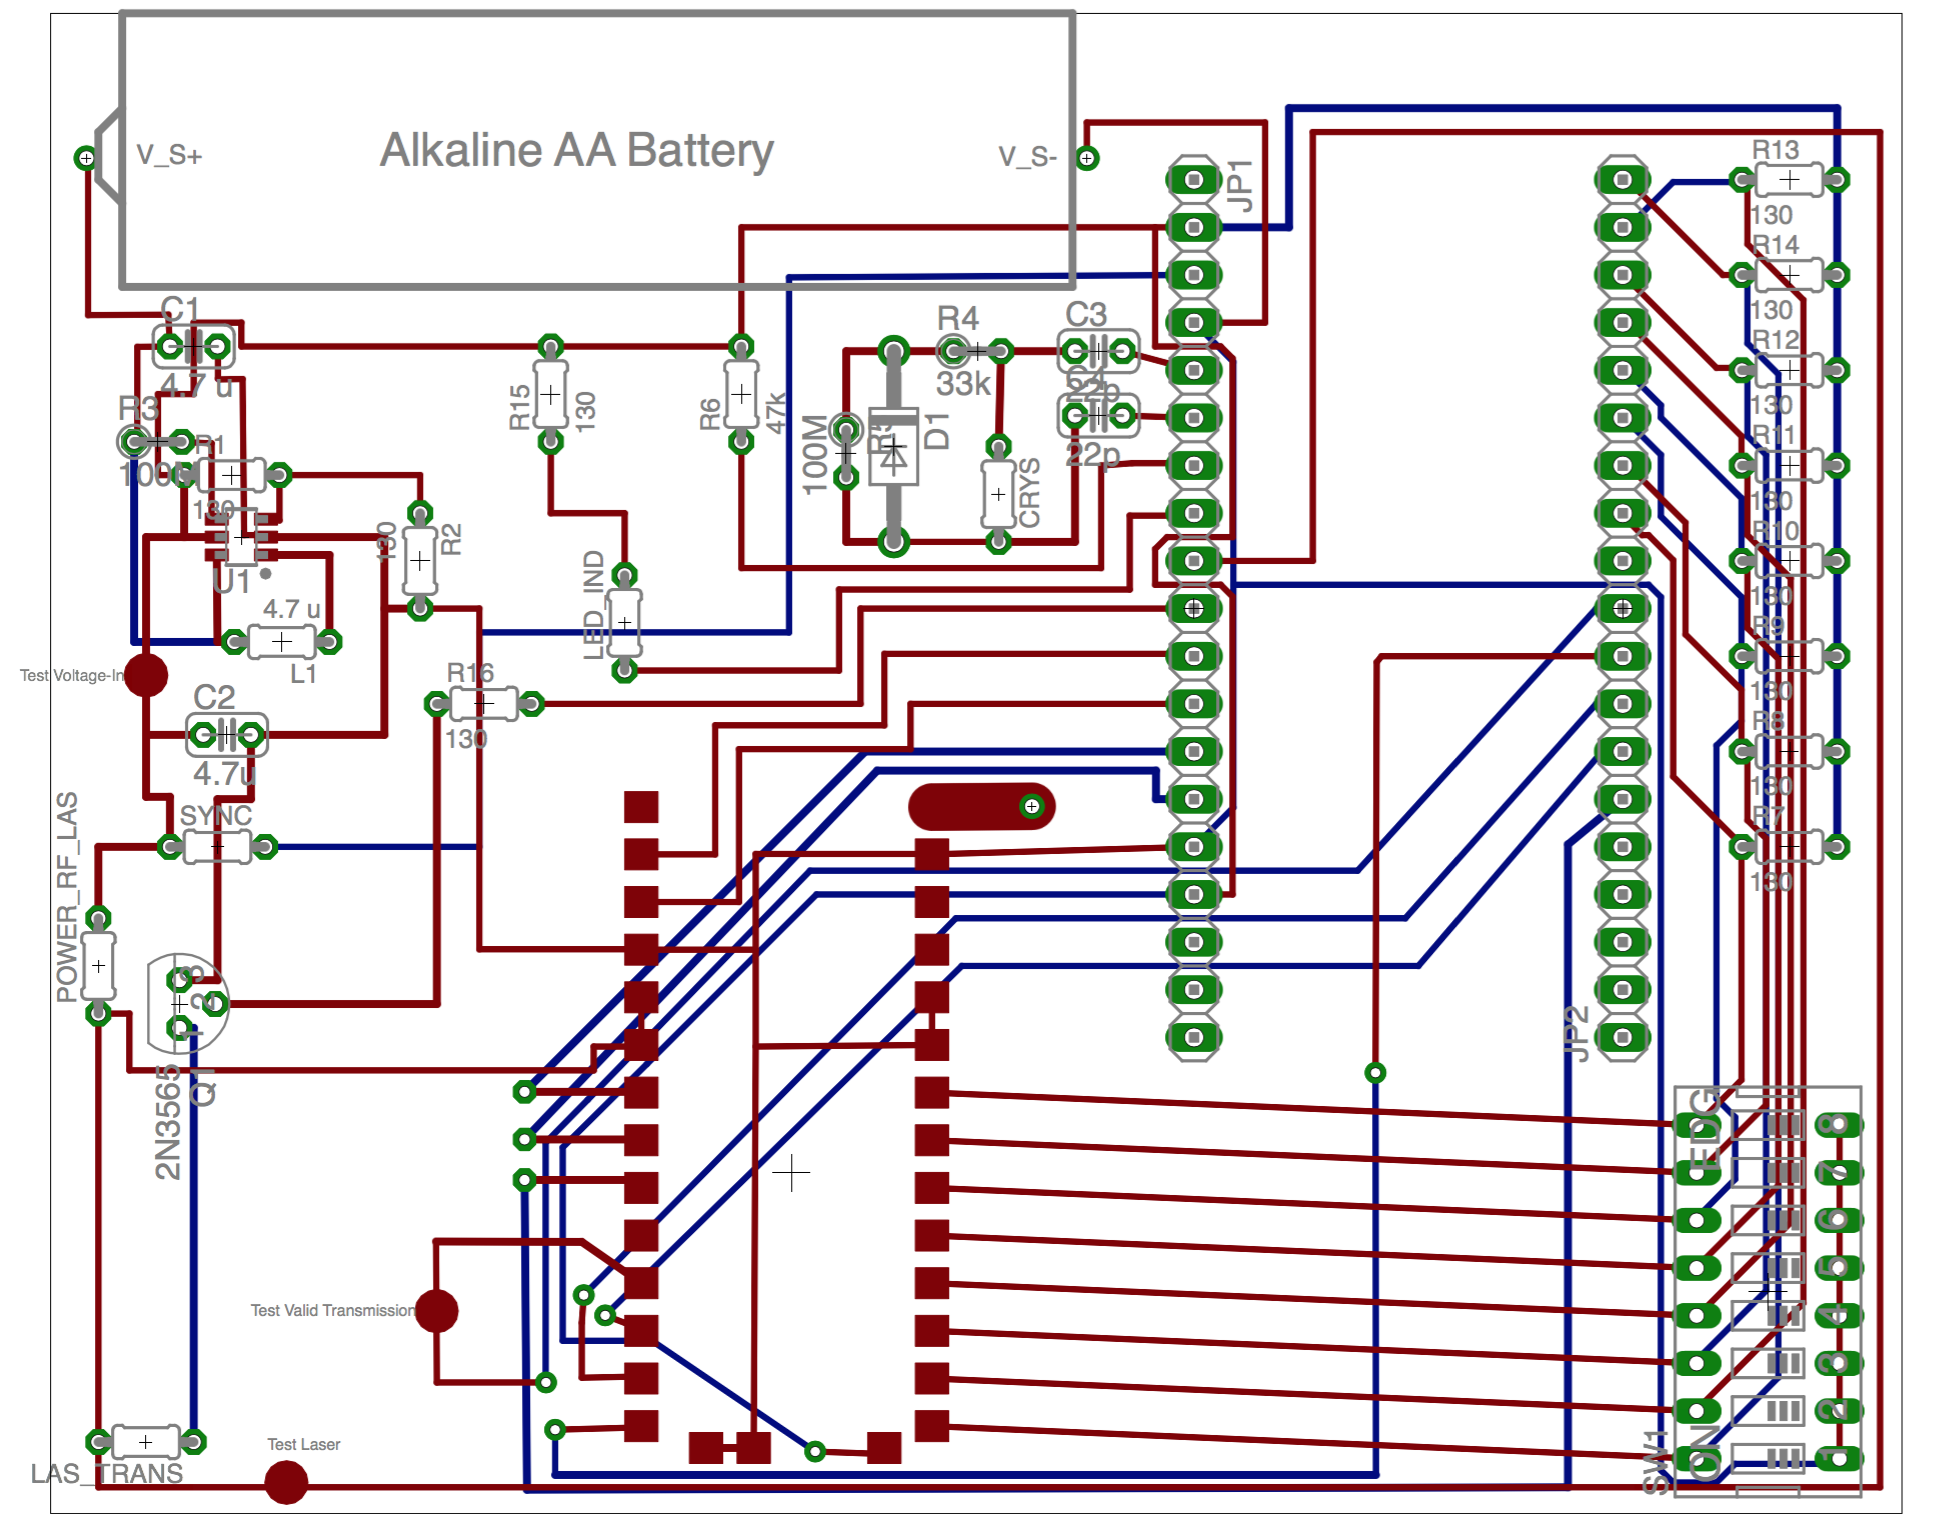 V_S+
Alkaline AA Battery
V_S-
JP1
R13
130
R14
130
R12
130
R11
130
R10
130
R9
130
R8
130
R7
130
C1
4.7 u
R3
R1
130
U1
4.7 u
L1
130
R2
R15
130
R6
47k
LED_IND
R4
33k
100M
D1
CRYS
C3
22p
22p
Test Voltage-In
C2
4.7u
R16
130
SYNC
POWER_RF_LAS
3
2
1
2N3565
Q1
JP2
Test Valid Transmission
Test Laser
LAS_TRANS
SW1
ON
EDG
8
7
6
5
4
3
2
1